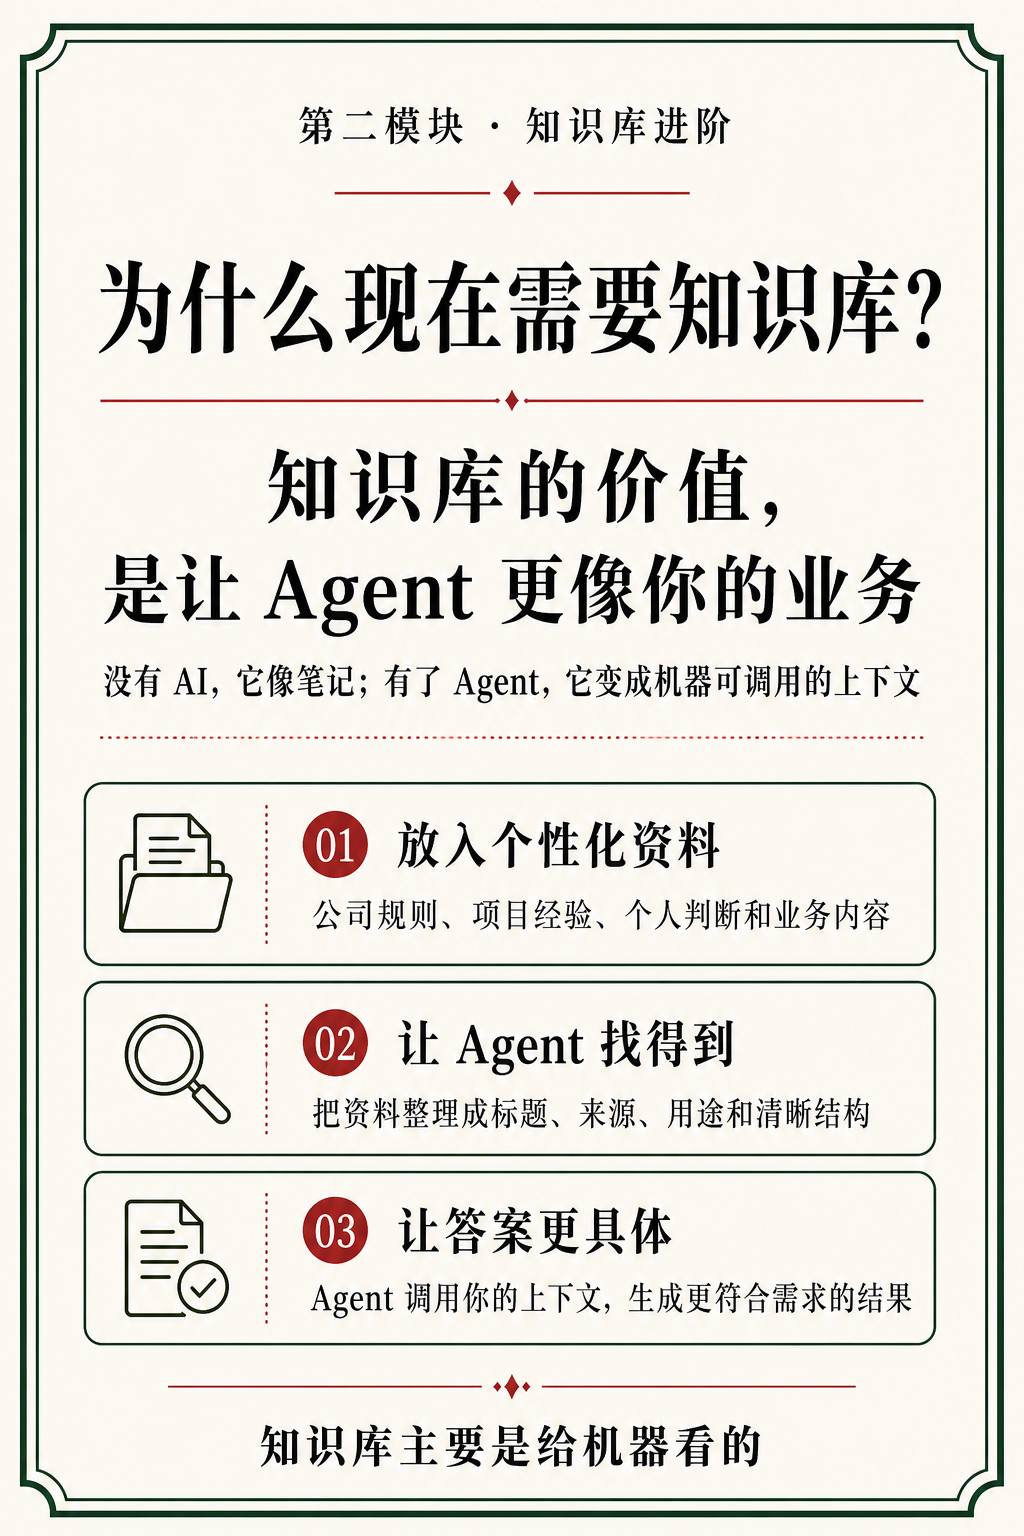 第二模块 · 知识库进阶
为什么现在需要知识库？
知识库的价值，
是让 Agent 更像你的业务
没有 AI，它像笔记；有了 Agent，它变成机器可调用的上下文
01 放入个性化资料
公司规则、项目经验、个人判断和业务内容
02 让 Agent 找得到
把资料整理成标题、来源、用途和清晰结构
03 让答案更具体
Agent 调用你的上下文，生成更符合需求的结果
知识库主要是给机器看的